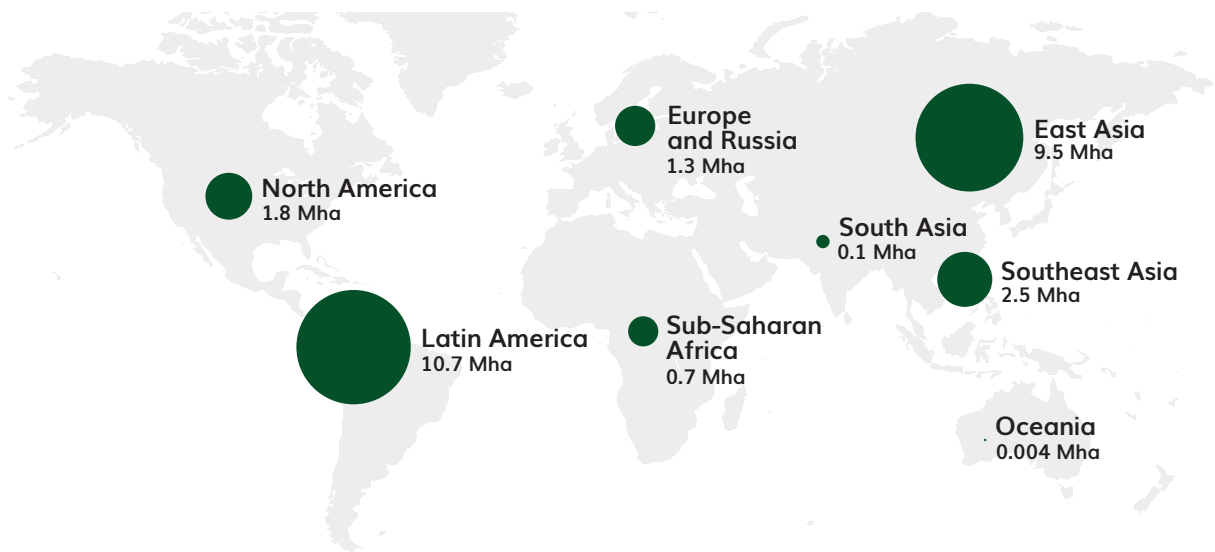 Europe
and Russia
1.3 Mha
East Asia
9.5 Mha
North America
1.8 Mha
South Asia
0.1 Mha
Southeast Asia
2.5 Mha
Latin America
10.7 Mha
Sub-Saharan
Africa
0.7 Mha
Oceania
0.004 Mha